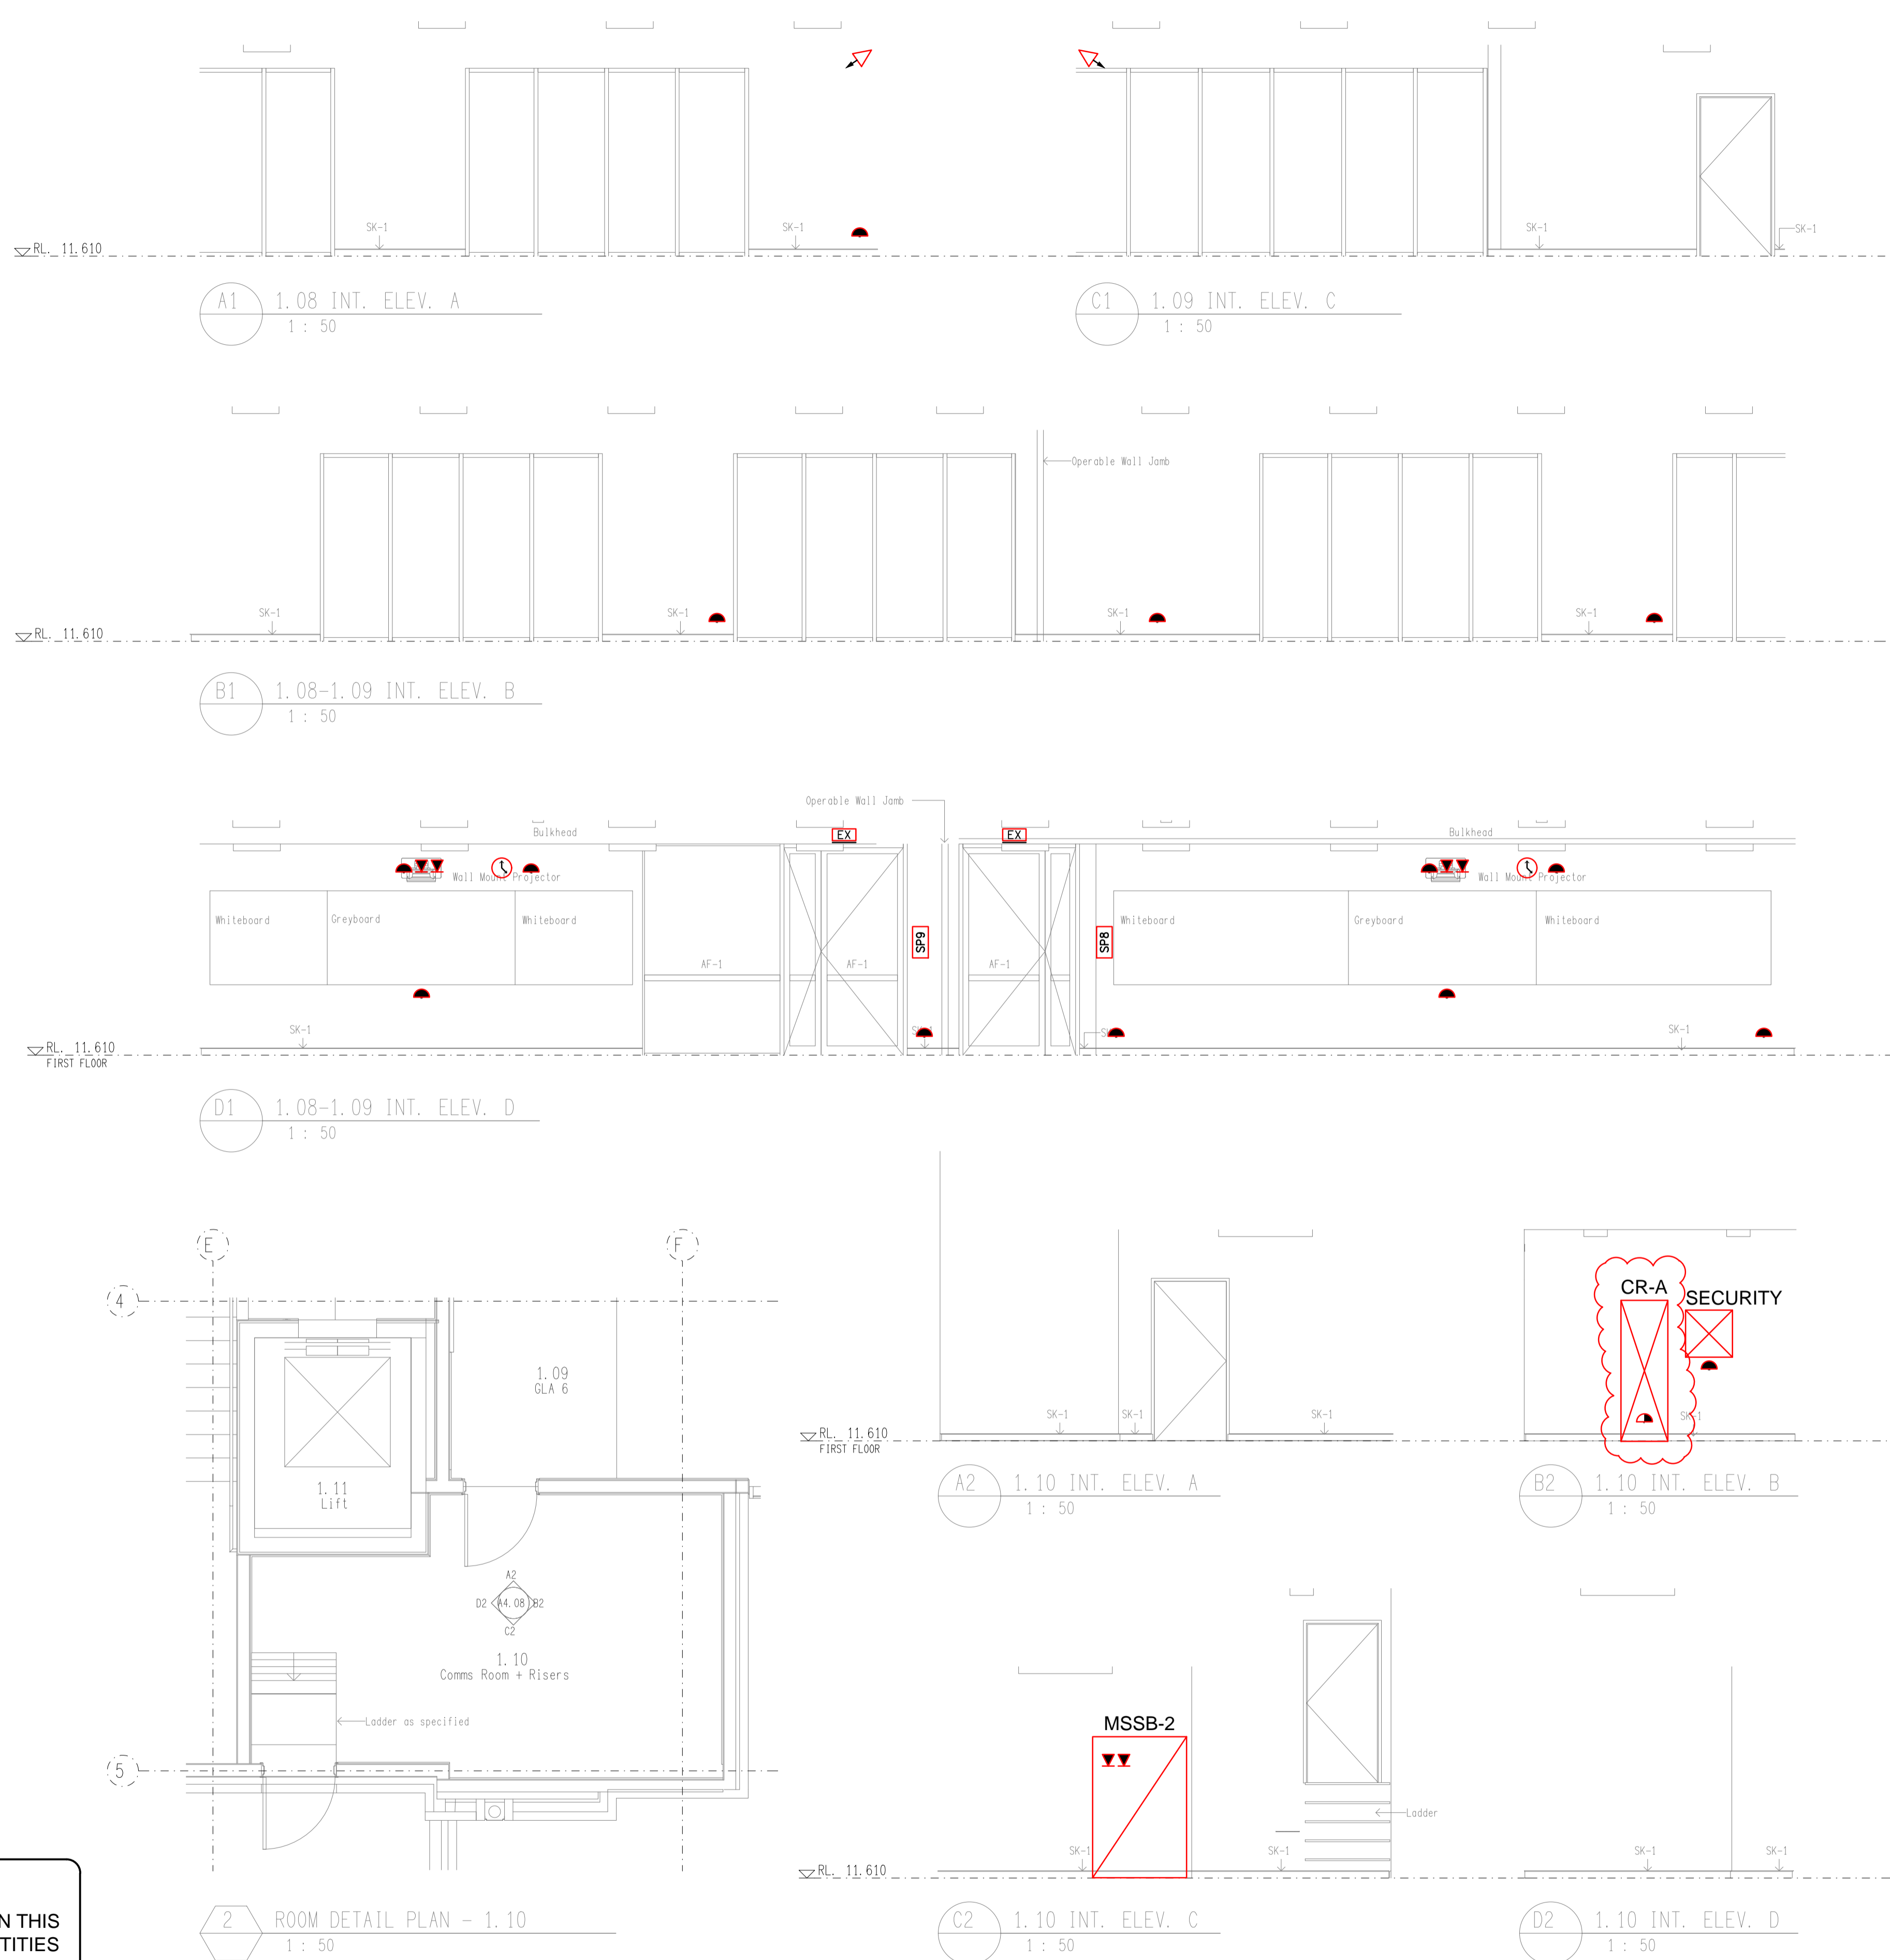 SK-1
SK-1
RL. 11.610
A1 1.08 INT. ELEV. A
1 : 50
SK-1
SK-1
C1 1.09 INT. ELEV. C
1 : 50
Operable Wall Jamb
SK-1
SK-1
SK-1
SK-1
RL. 11.610
B1 1.08-1.09 INT. ELEV. B
1 : 50
Operable Wall Jamb
Bulkhead
EX
EX
Bulkhead
Wall Mount Projector
Wall Mount Projector
Whiteboard
Greyboard
Whiteboard
SP9
SP8
Whiteboard
Greyboard
Whiteboard
AF-1
AF-1
AF-1
SK-1
SK-1
SK-1
RL. 11.610
FIRST FLOOR
D1 1.08-1.09 INT. ELEV. D
1 : 50
E
F
4
1.09
GLA 6
1.11
Lift
A2
D2 A4.08 B2
C2
1.10
Comms Room + Risers
Ladder as specified
5
2 ROOM DETAIL PLAN - 1.10
1 : 50
SK-1
SK-1
SK-1
RL. 11.610
FIRST FLOOR
A2 1.10 INT. ELEV. A
1 : 50
CR-A
SECURITY
SK-1
B2 1.10 INT. ELEV. B
1 : 50
MSSB-2
Ladder
SK-1
SK-1
RL. 11.610
C2 1.10 INT. ELEV. C
1 : 50
SK-1
SK-1
D2 1.10 INT. ELEV. D
1 : 50
N THIS
TITIES